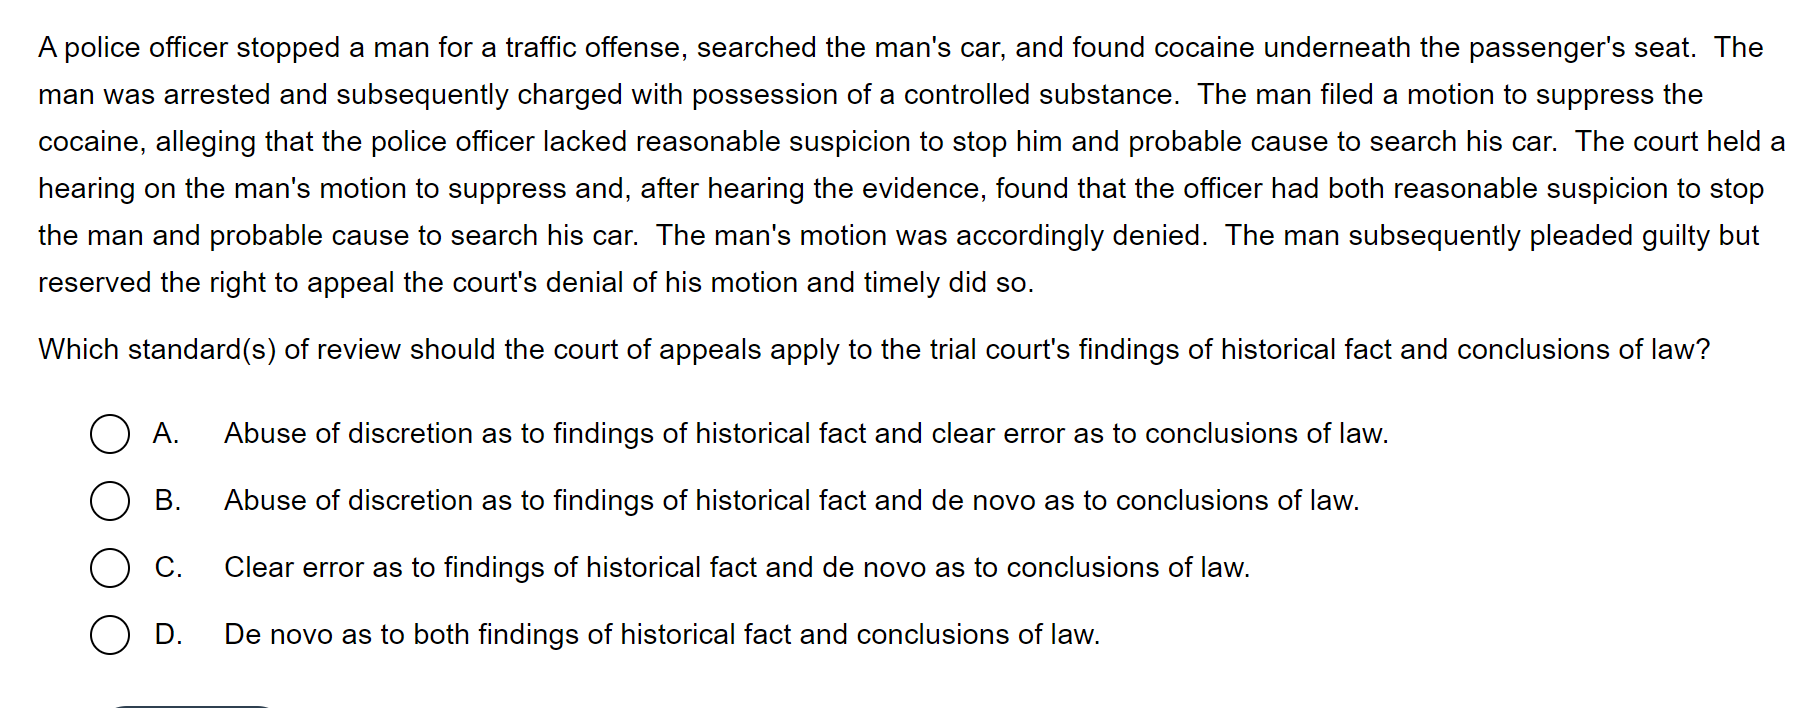 A police officer stopped a man for a traffic offense, searched the man's car, and found cocaine underneath the passenger's seat.  The
man was arrested and subsequently charged with possession of a controlled substance.  The man filed a motion to suppress the
cocaine, alleging that the police officer lacked reasonable suspicion to stop him and probable cause to search his car.  The court held a
hearing on the man's motion to suppress and, after hearing the evidence, found that the officer had both reasonable suspicion to stop
the man and probable cause to search his car.  The man's motion was accordingly denied.  The man subsequently pleaded guilty but
reserved the right to appeal the court's denial of his motion and timely did so.
Which standard(s) of review should the court of appeals apply to the trial court's findings of historical fact and conclusions of law?
A. Abuse of discretion as to findings of historical fact and clear error as to conclusions of law.
B. Abuse of discretion as to findings of historical fact and de novo as to conclusions of law.
C. Clear error as to findings of historical fact and de novo as to conclusions of law.
D. De novo as to both findings of historical fact and conclusions of law.